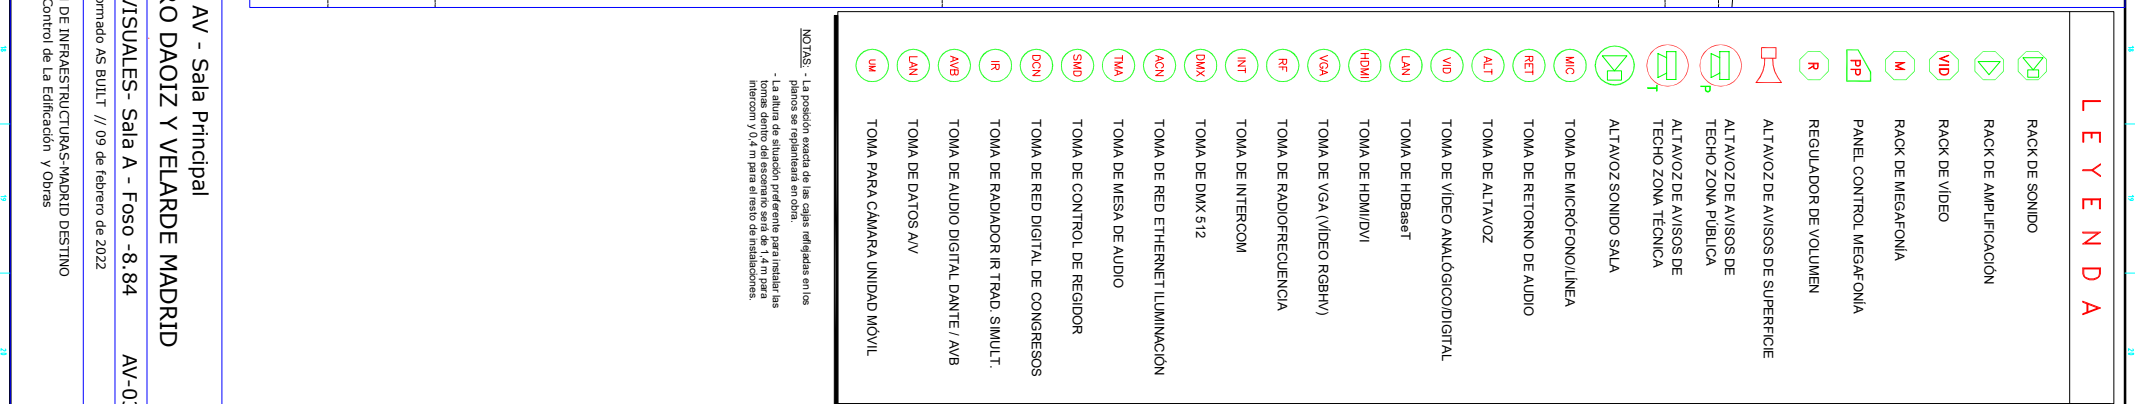 LEYENDA
RACK DE SONIDO
RACK DE AMPLIFICACIÓN
VID RACK DE VÍDEO
M RACK DE MEGAFONÍA
PP PANEL CONTROL MEGAFONÍA
R REGULADOR DE VOLUMEN
ALTAVOZ DE AVISOS DE SUPERFICIE
P ALTAVOZ DE AVISOS DE
TECHO ZONA PÚBLICA
T ALTAVOZ DE AVISOS DE
TECHO ZONA TÉCNICA
ALTAVOZ SONIDO SALA
MIC TOMA DE MICRÓFONO/LÍNEA
RET TOMA DE RETORNO DE AUDIO
ALT TOMA DE ALTAVOZ
VID TOMA DE VÍDEO ANALÓGICO/DIGITAL
LAN TOMA DE HDBaseT
HDMI TOMA DE HDMI/DVI
VGA TOMA DE VGA (VÍDEO RGBHV)
RF TOMA DE RADIOFRECUENCIA
INT TOMA DE INTERCOM
DMX TOMA DE DMX 512
ACN TOMA DE RED ETHERNET ILUMINACIÓN
TMA TOMA DE MESA DE AUDIO
SMD TOMA DE CONTROL DE REGIDOR
DCN TOMA DE RED DIGITAL DE CONGRESOS
IR TOMA DE RADIADOR IR TRAD. SIMULT.
AVB TOMA DE AUDIO DIGITAL DANTE / AVB
LAN TOMA DE DATOS A/V
UM TOMA PARA CÁMARA UNIDAD MÓVIL
NOTAS: - La posición exacta de las cajas reflejadas en los
planos se replanteará en obra.
- La altura de situación preferente para instalar las
tomas dentro del escenario será de 1,4 m para
intercom y 0,4 m para el resto de instalaciones.
AV - Sala Principal
RO DAOIZ Y VELARDE MADRID
VISUALES- Sala A - Foso -8.84 AV-03
ormado AS BUILT // 09 de febrero de 2022
DE INFRAESTRUCTURAS-MADRID DESTINO
Control de La Edificación y Obras
18
19
20
18
19
20